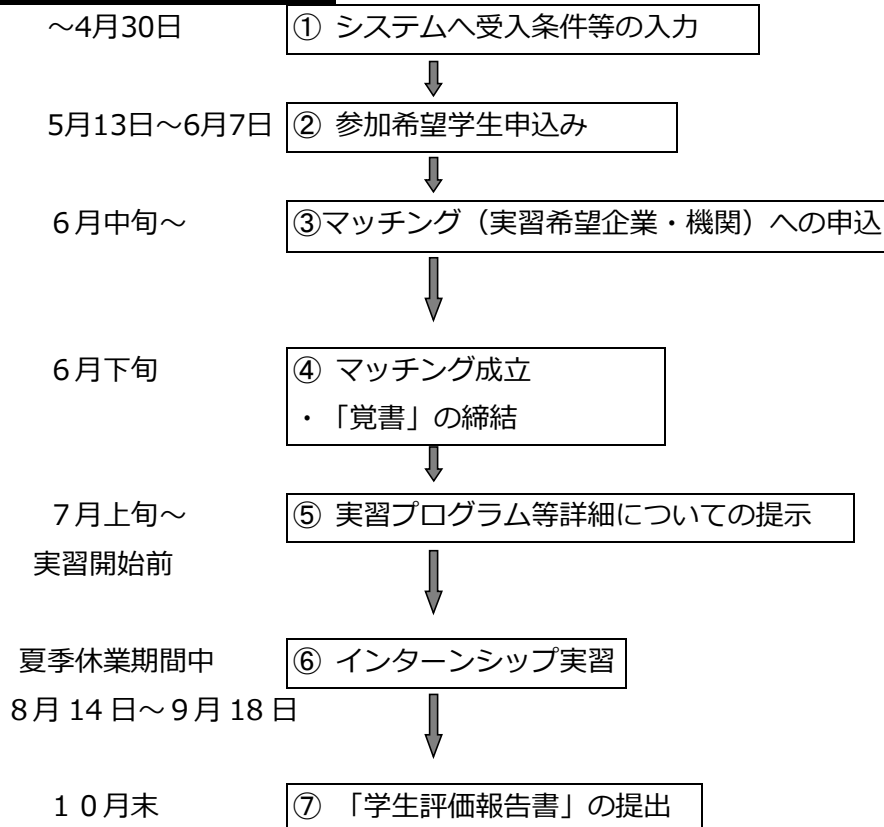 ～4月30日 ① システムへ受入条件等の入力
5月13日～6月7日 ② 参加希望学生申込み
６月中旬～ ③マッチング（実習希望企業・機関）への申込
６月下旬 ④ マッチング成立
・「覚書」の締結
７月上旬～ ⑤ 実習プログラム等詳細についての提示
実習開始前
夏季休業期間中 ⑥ インターンシップ実習
８月 14 日～９月 18 日
１０月末 ⑦ 「学生評価報告書」の提出